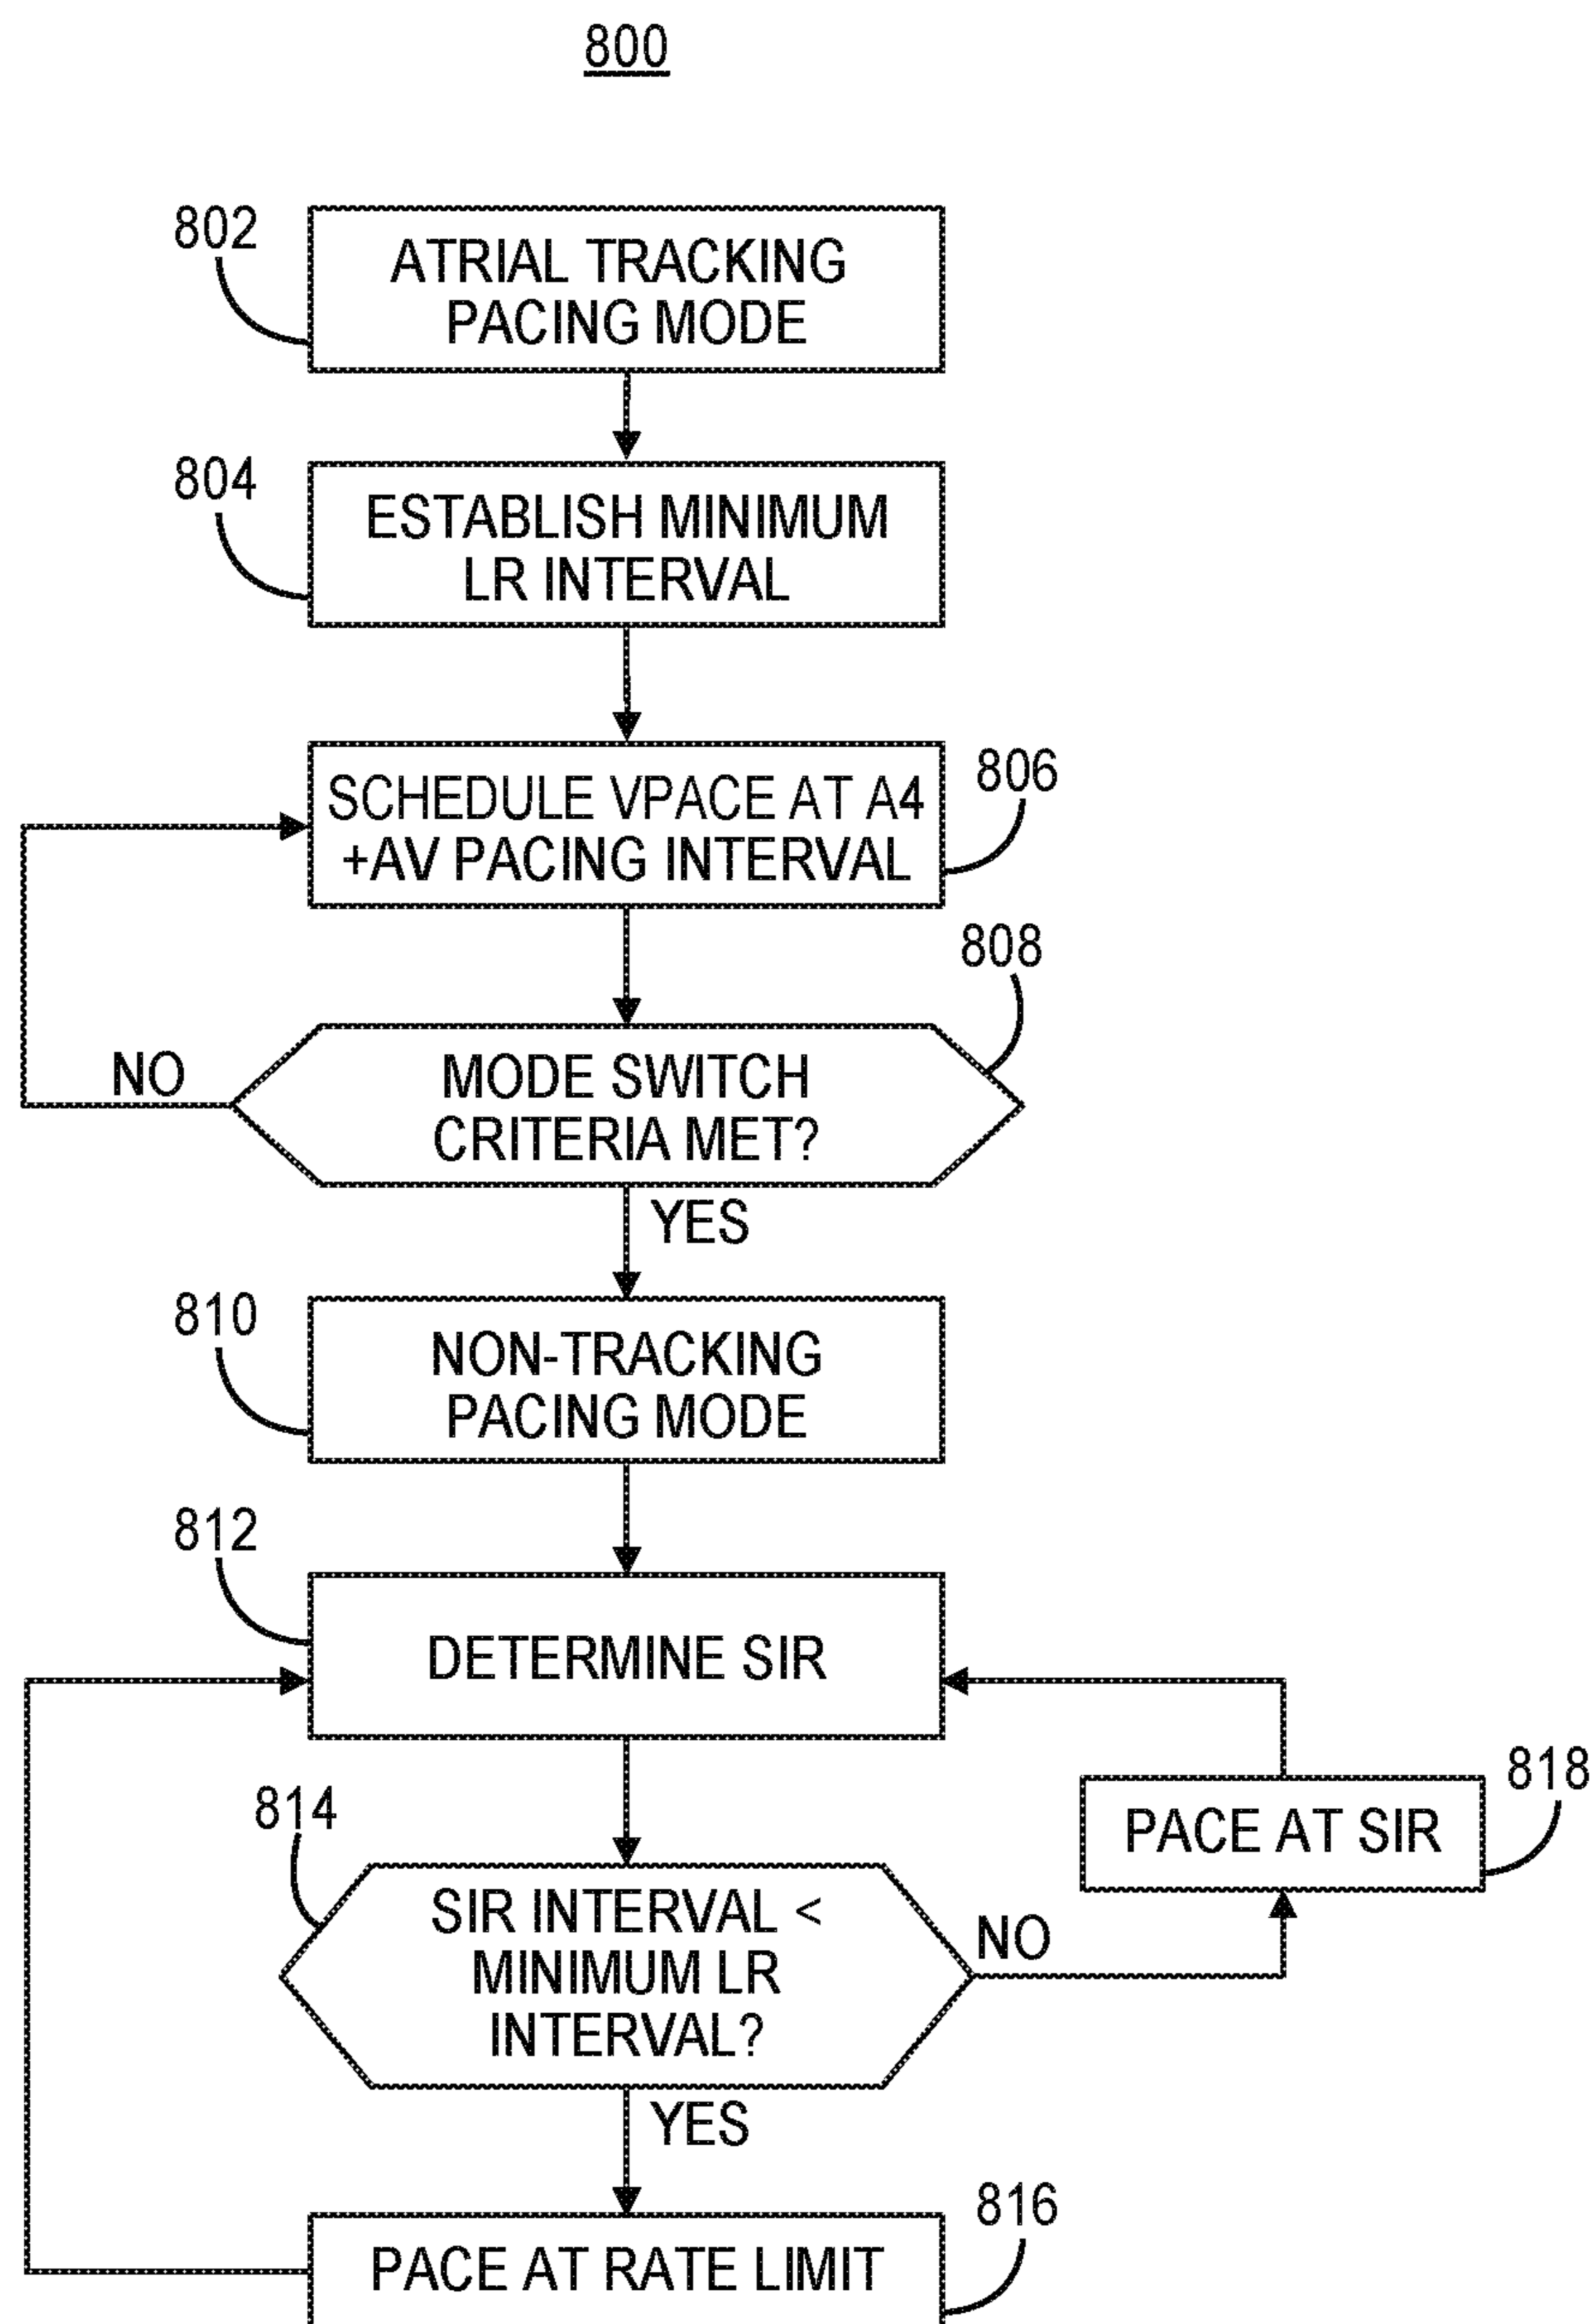 800
802
ATRIAL TRACKING
PACING MODE
804
ESTABLISH MINIMUM
LR INTERVAL
SCHEDULE VPACE AT A4
+AV PACING INTERVAL
806
808
NO
MODE SWITCH
CRITERIA MET?
YES
810
NON-TRACKING
PACING MODE
812
DETERMINE SIR
814
SIR INTERVAL <
MINIMUM LR
INTERVAL?
NO
PACE AT SIR
818
YES
PACE AT RATE LIMIT
816